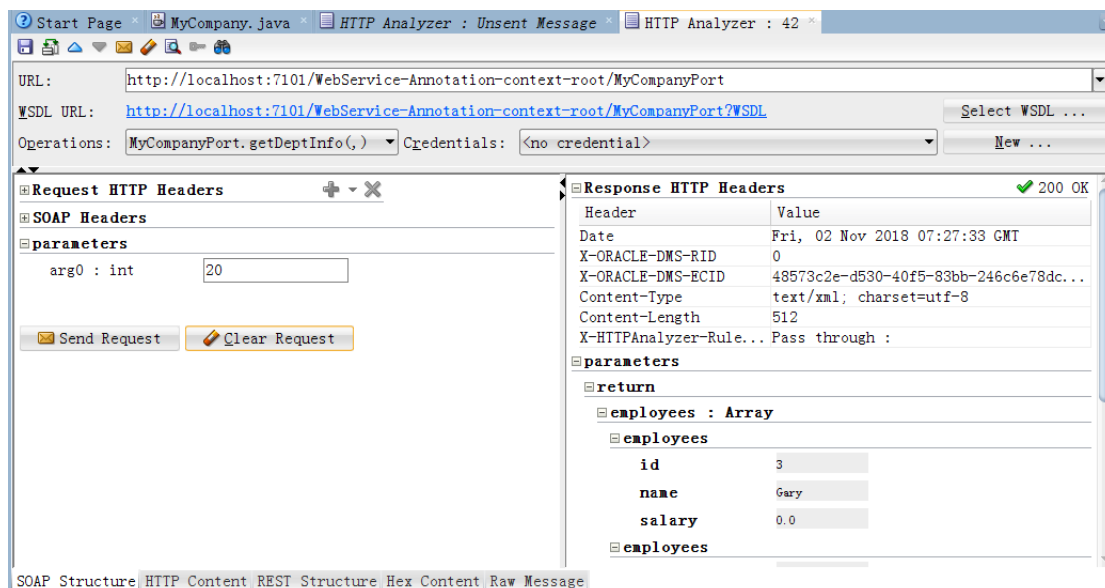 Start Page MyCompany.java HTTP Analyzer : Unsent Message HTTP Analyzer : 42
URL: http://localhost:7101/WebService-Annotation-context-root/MyCompanyPort
WSDL URL: http://localhost:7101/WebService-Annotation-context-root/MyCompanyPort?WSDL Select WSDL ...
Operations: MyCompanyPort.getDeptInfo(,) Credentials: <no credential> New ...
Request HTTP Headers
SOAP Headers
parameters
arg0 : int 20
Send Request Clear Request
Response HTTP Headers 200 OK
Header Value
Date Fri, 02 Nov 2018 07:27:33 GMT
X-ORACLE-DMS-RID 0
X-ORACLE-DMS-ECID 48573c2e-d530-40f5-83bb-246c6e78dc...
Content-Type text/xml; charset=utf-8
Content-Length 512
X-HTTPAnalyzer-Rule... Pass through :
parameters
return
employees : Array
employees
id 3
name Gary
salary 0.0
employees
SOAP Structure HTTP Content REST Structure Hex Content Raw Message